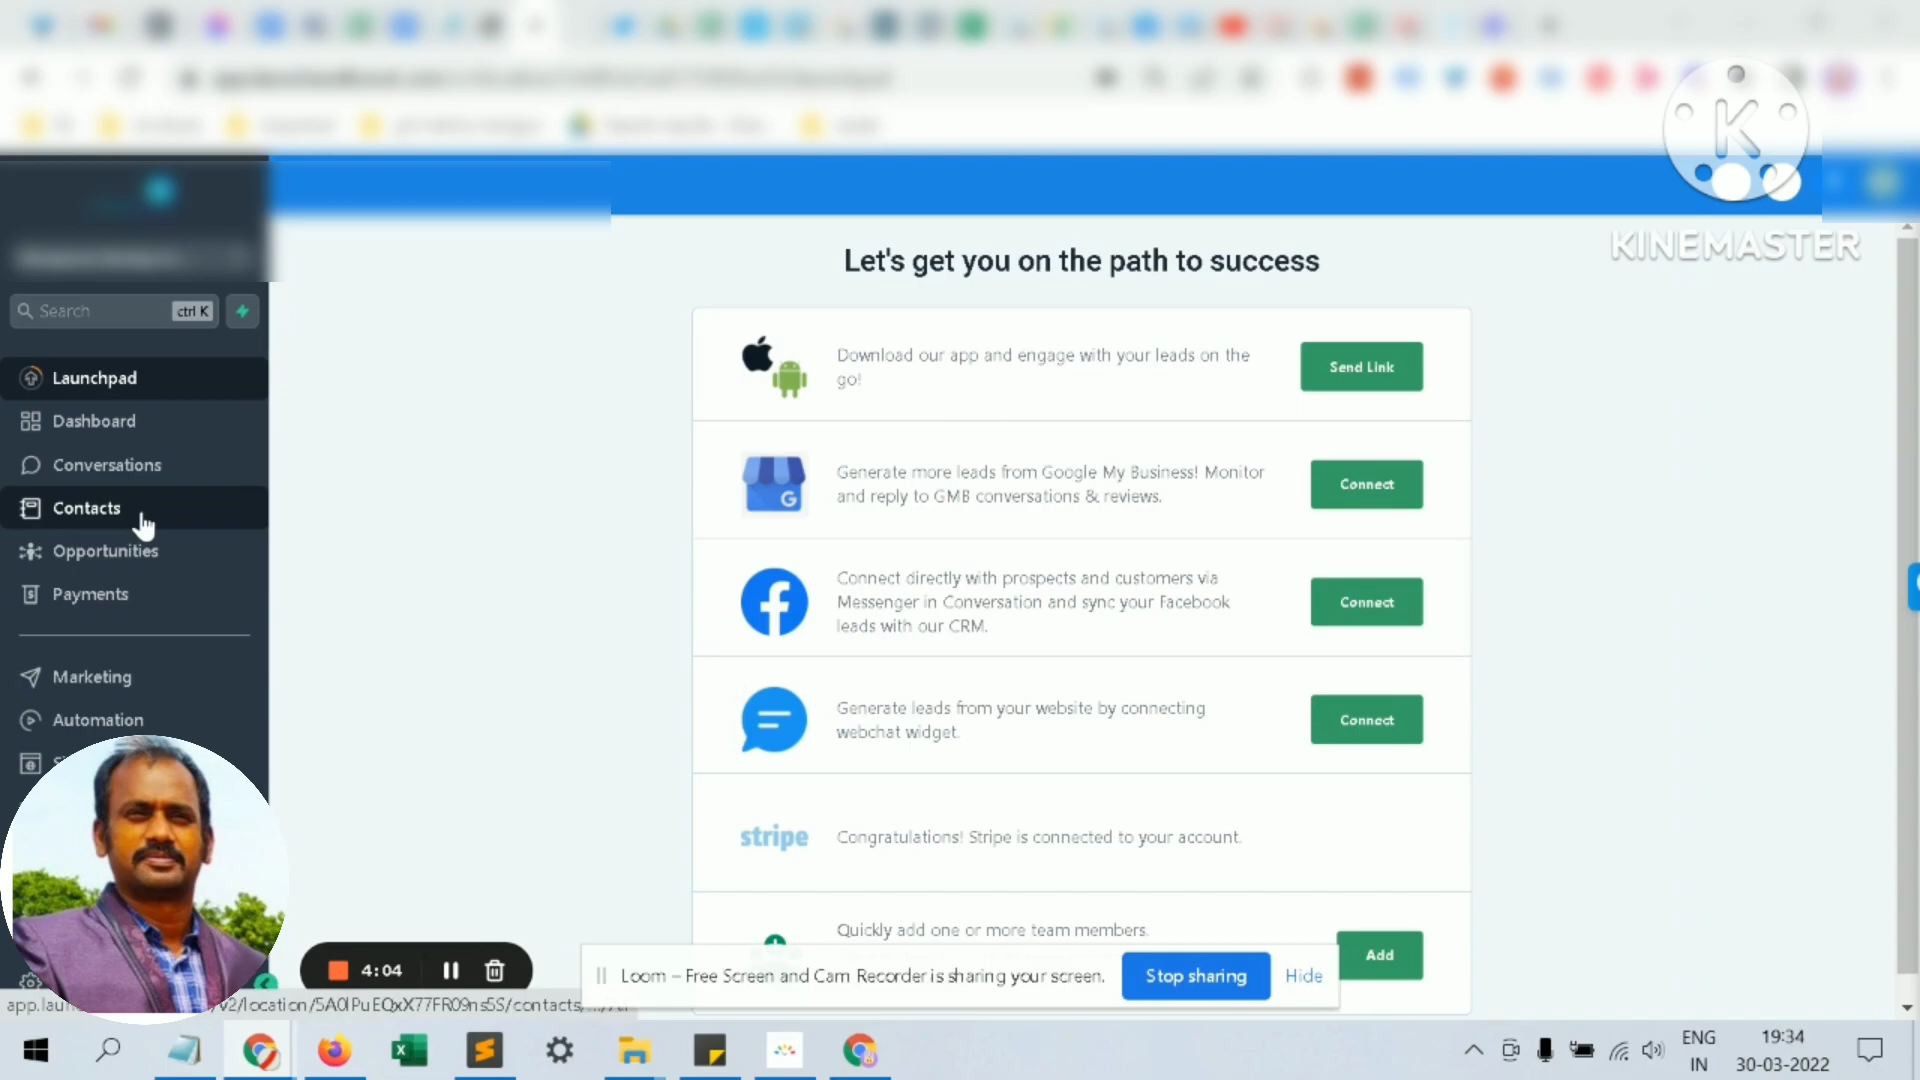 K
KINEMASTER
Search
ctrl K
Launchpad
Dashboard
Conversations
Contacts
Opportunities
Payments
Marketing
Automation
Let's get you on the path to success
Download our app and engage with your leads on the
go!
Send Link
Generate more leads from Google My Business! Monitor
and reply to GMB conversations & reviews.
Connect
Connect directly with prospects and customers via
Messenger in Conversation and sync your Facebook
leads with our CRM.
Connect
Generate leads from your website by connecting
webchat widget.
Connect
stripe
Congratulations! Stripe is connected to your account.
Quickly add one or more team members.
Add
4:04
Loom – Free Screen and Cam Recorder is sharing your screen.
Stop sharing
Hide
ENG
IN
19:34
30-03-2022